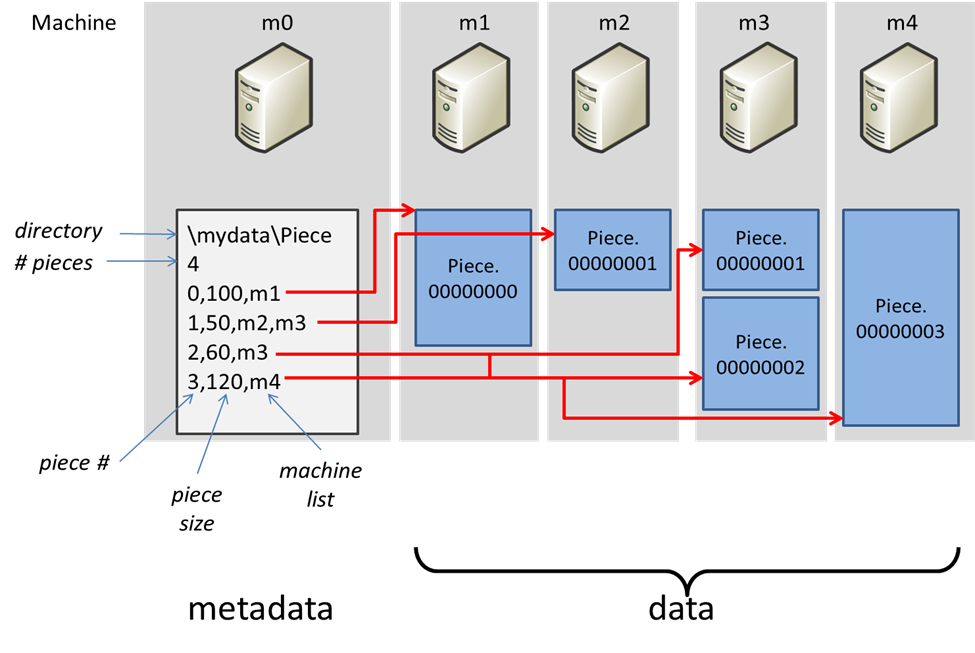 Machine
m0
m1
m2
m3
m4
directory
# pieces
\mydata\Piece
4
0,100,m1
1,50,m2,m3
2,60,m3
3,120,m4
Piece.
00000000
Piece.
00000001
Piece.
00000001
Piece.
00000002
Piece.
00000003
piece #
piece
size
machine
list
metadata
data